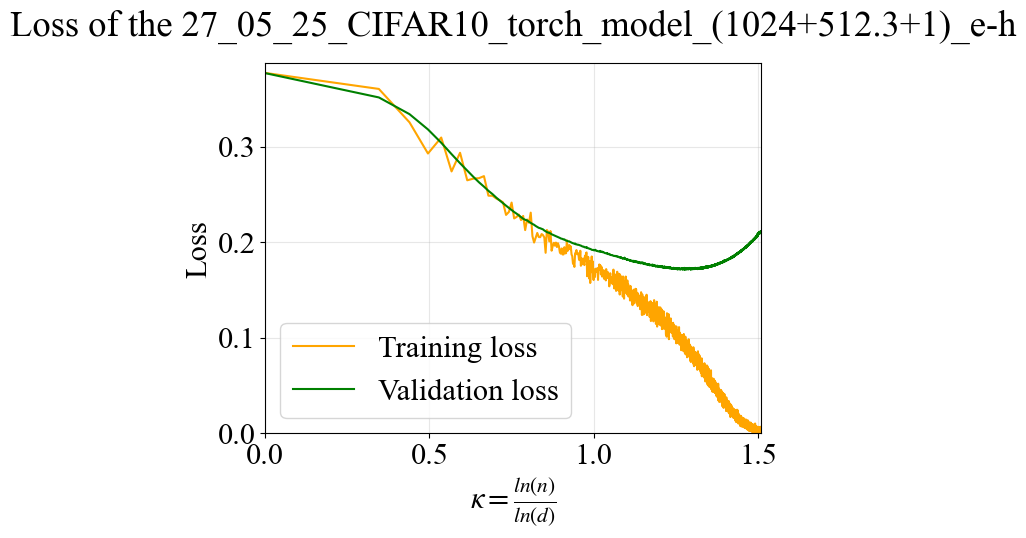 Loss of the 27_05_25_CIFAR10_torch_model_(1024+512.3+1)_e-h
0.3
0.2
0.1
0.0
Loss
Training loss
Validation loss
0.0 0.5 1.0 1.5
κ = ln(n)/ln(d)